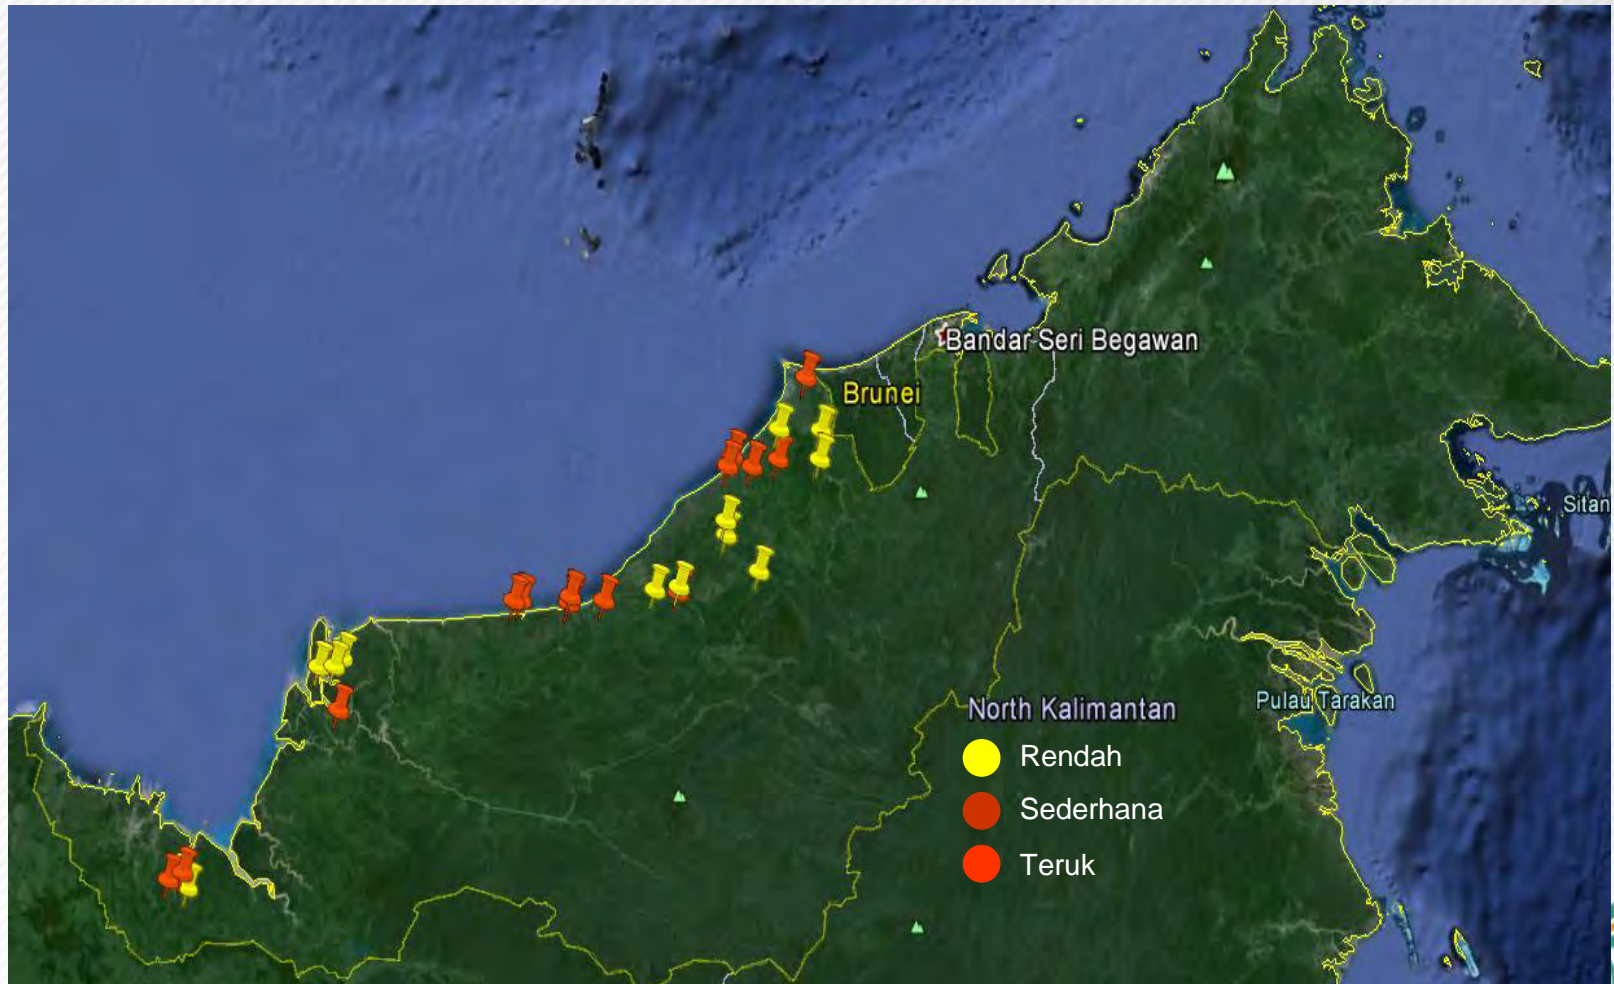 Bandar Seri Begawan
Brunei
Sitan
North Kalimantan
Pulau Tarakan
Rendah
Sederhana
Teruk